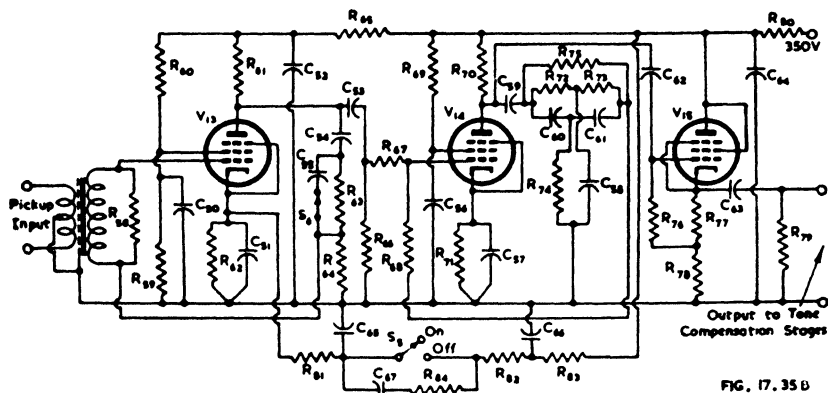 R65
R80
350V
R60
R61
C52
C53
R69
R70
C59
R75
R72
R73
C62
C64
V13
C54
V14
C60
C61
V15
R67
Pickup
Input
R58
C50
C55
S6
R63
R74
C58
C63
C56
R76
R77
R79
R59
R62
C51
R64
R66
R68
R71
C57
R78
Output to Tone
Compensation Stages
C65
S5
On
Off
C66
R81
R82
R83
C67
R84
FIG. 17.35B